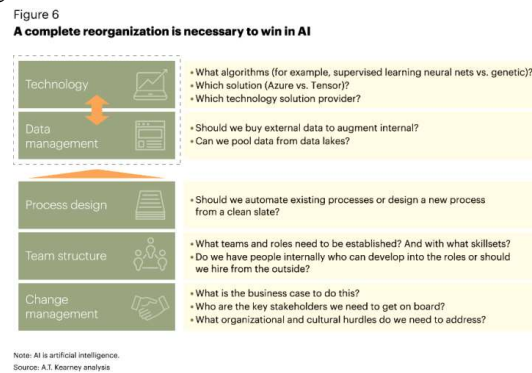 Figure 6
A complete reorganization is necessary to win in AI
Technology
• What algorithms (for example, supervised learning neural nets vs. genetic)?
• Which solution (Azure vs. Tensor)?
• Which technology solution provider?
Data
management
• Should we buy external data to augment internal?
• Can we pool data from data lakes?
Process design
• Should we automate existing processes or design a new process
from a clean slate?
Team structure
• What teams and roles need to be established? And with what skillsets?
• Do we have people internally who can develop into the roles or should
we hire from the outside?
Change
management
• What is the business case to do this?
• Who are the key stakeholders we need to get on board?
• What organizational and cultural hurdles do we need to address?
Note: AI is artificial intelligence.
Source: A.T. Kearney analysis